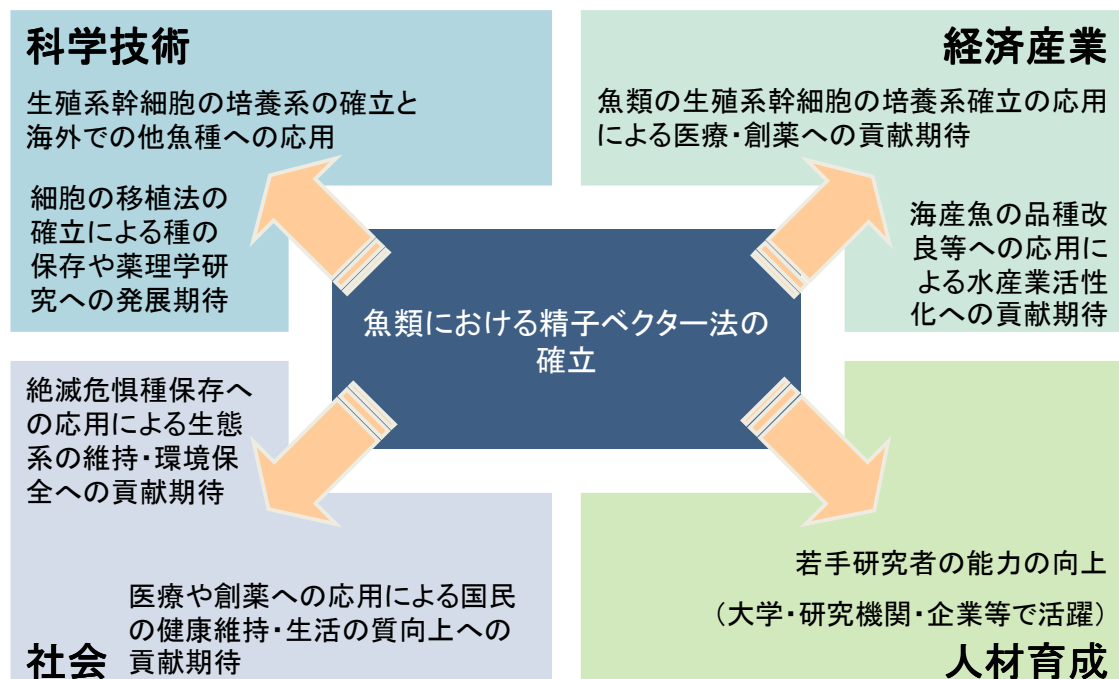 科学技術
生殖系幹細胞の培養系の確立と
海外での他魚種への応用
細胞の移植法の
確立による種の
保存や薬理学研
究への発展期待
経済産業
魚類の生殖系幹細胞の培養系確立の応用
による医療・創薬への貢献期待
海産魚の品種改
良等への応用に
よる水産業活性
化への貢献期待
魚類における精子ベクター法の
確立
絶滅危惧種保存へ
の応用による生態
系の維持・環境保
全への貢献期待
医療や創薬への応用による国民
の健康維持・生活の質向上への
貢献期待
社会
若手研究者の能力の向上
（大学・研究機関・企業等で活躍）
人材育成